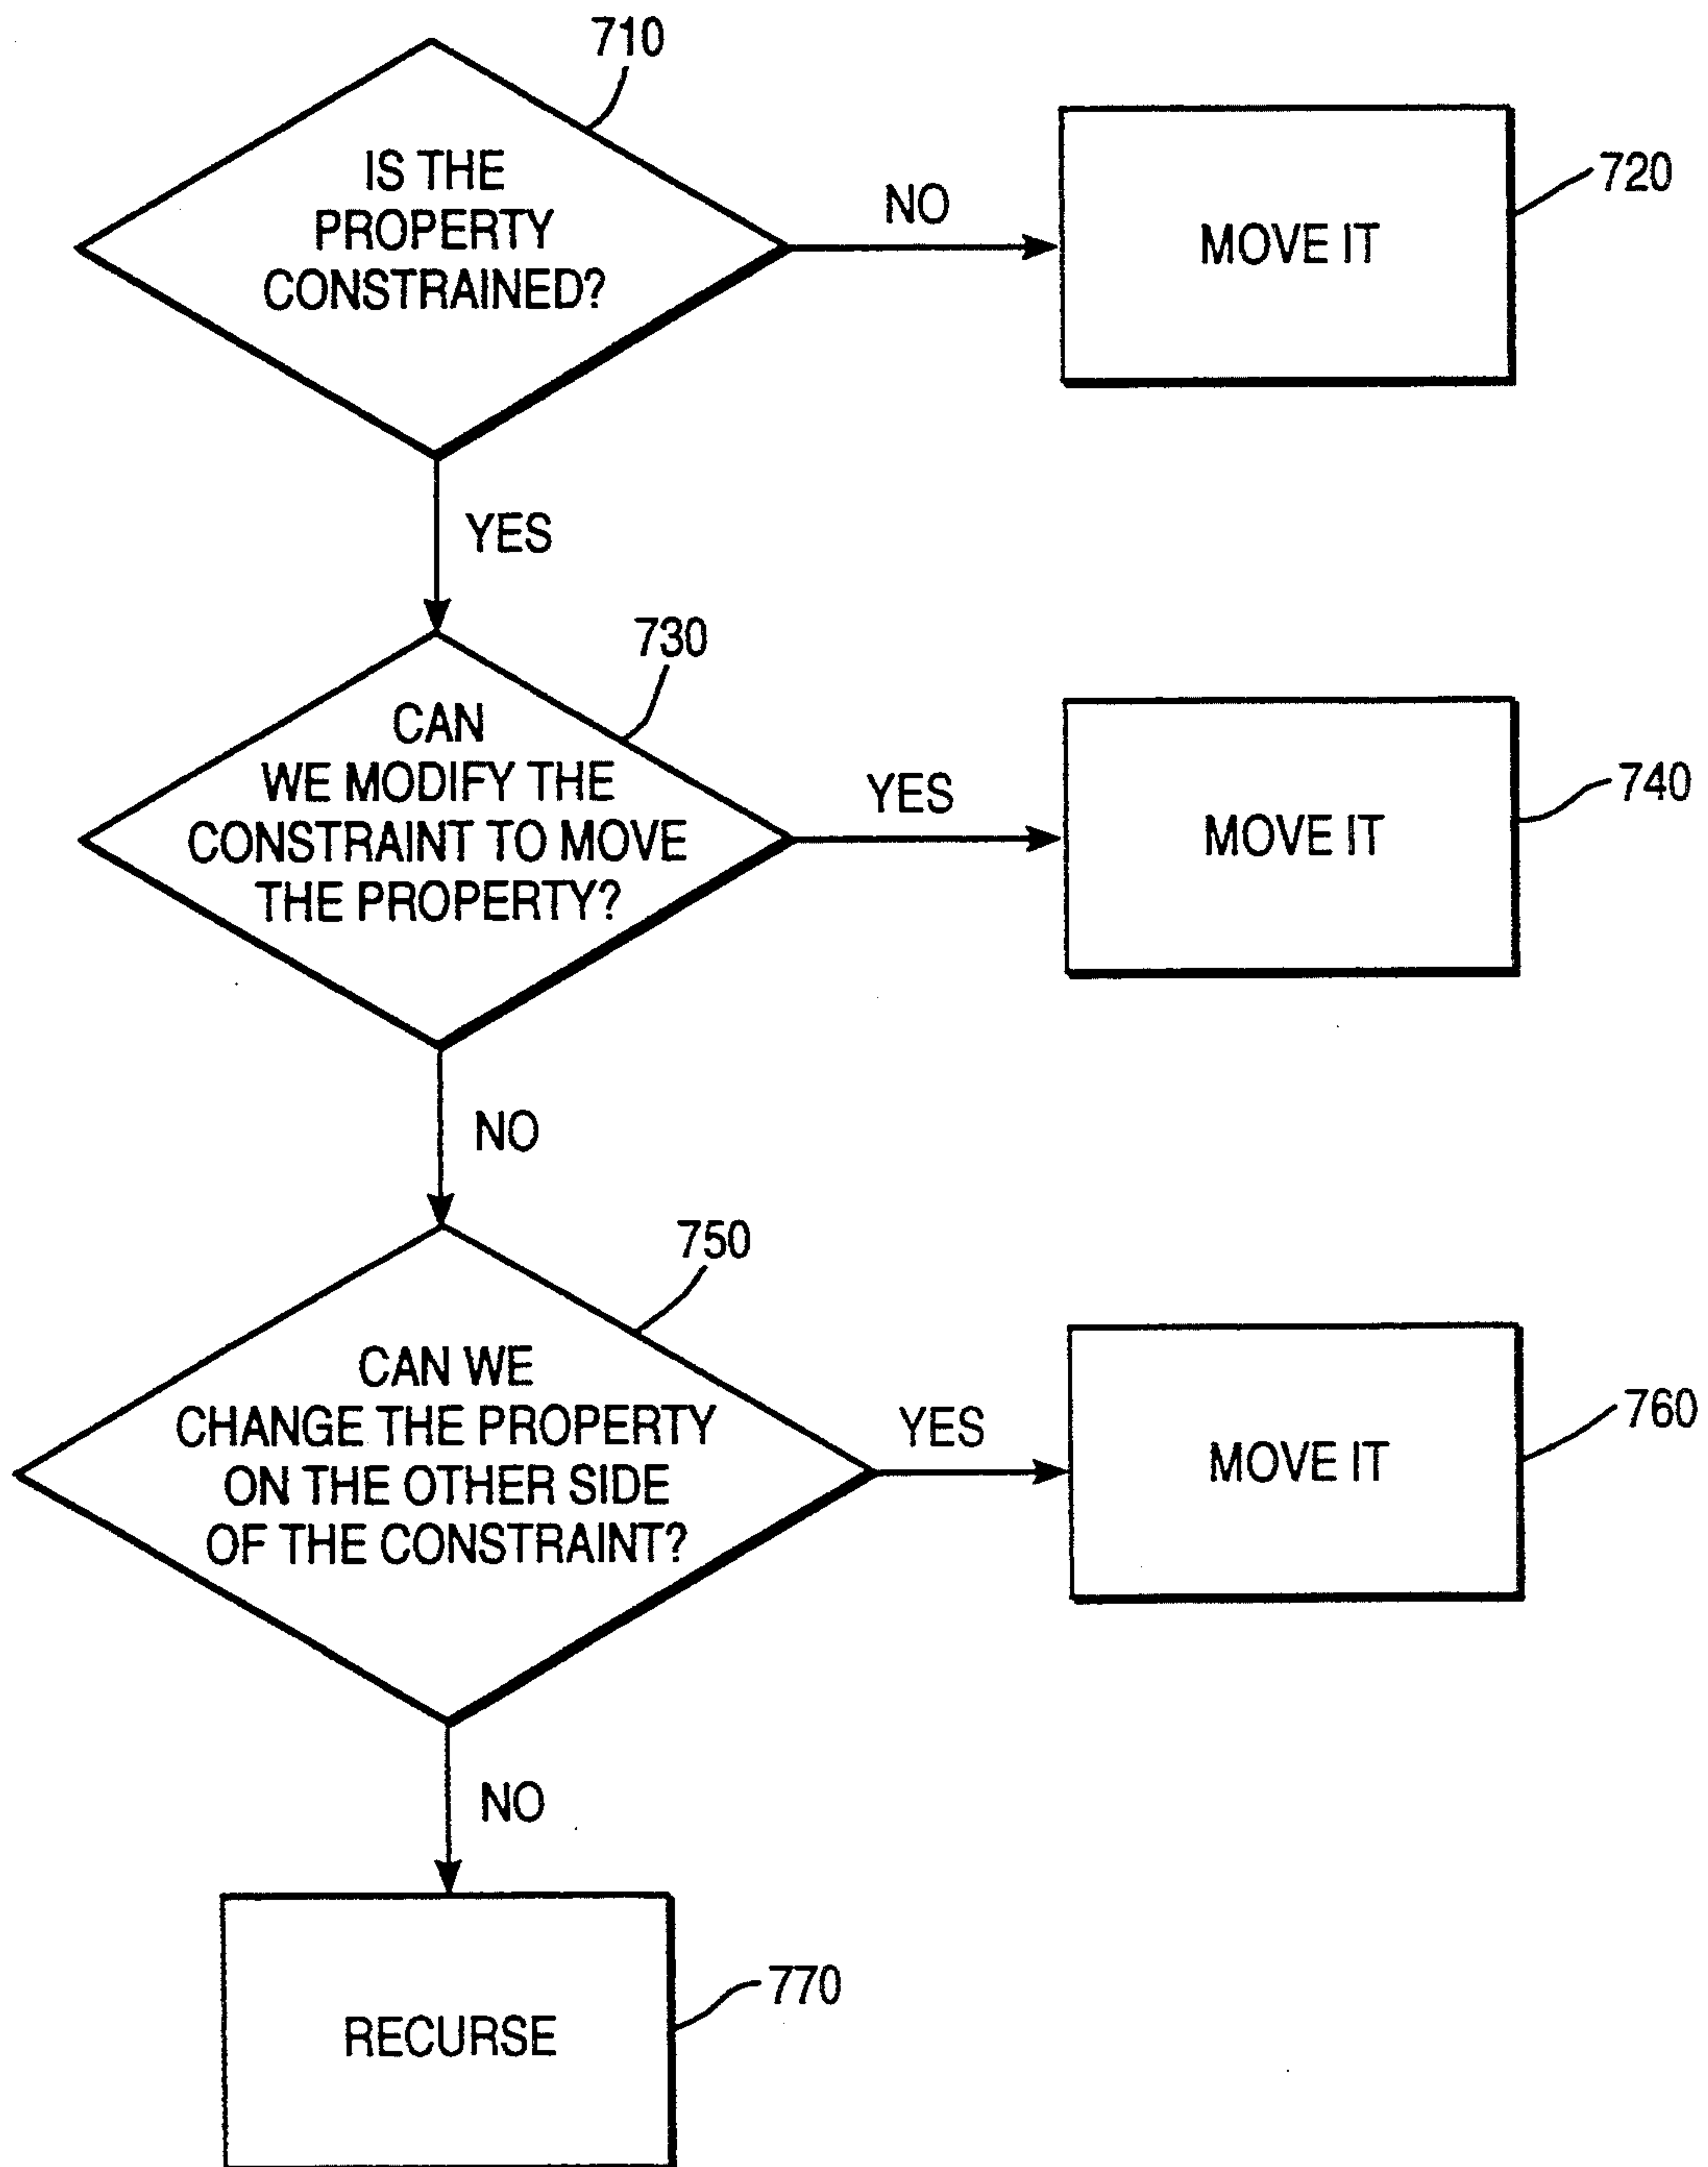 710
IS THE
PROPERTY
CONSTRAINED?
NO
MOVE IT
720
YES
730
CAN
WE MODIFY THE
CONSTRAINT TO MOVE
THE PROPERTY?
YES
MOVE IT
740
NO
750
CAN WE
CHANGE THE PROPERTY
ON THE OTHER SIDE
OF THE CONSTRAINT?
YES
MOVE IT
760
NO
RECURSE
770